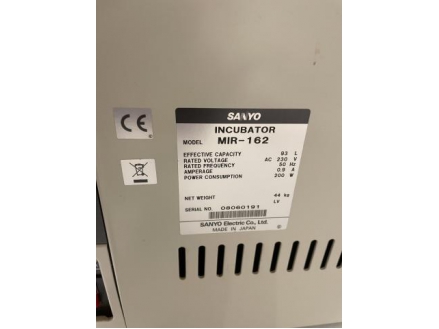 CE
SANYO
INCUBATOR
MODEL MIR-162
EFFECTIVE CAPACITY 93 L
RATED VOLTAGE AC 230 V
RATED FREQUENCY 50 Hz
AMPERAGE 0.9 A
POWER CONSUMPTION 200 W
NET WEIGHT 44 kg
LV
SERIAL NO. 08060191
SANYO Electric Co., Ltd.
MADE IN JAPAN